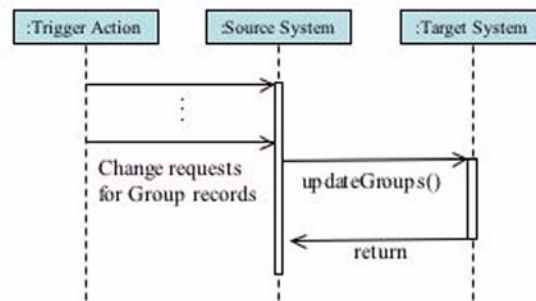 :Trigger Action
:Source System
:Target System
Change requests
for Group records
updateGroups()
return